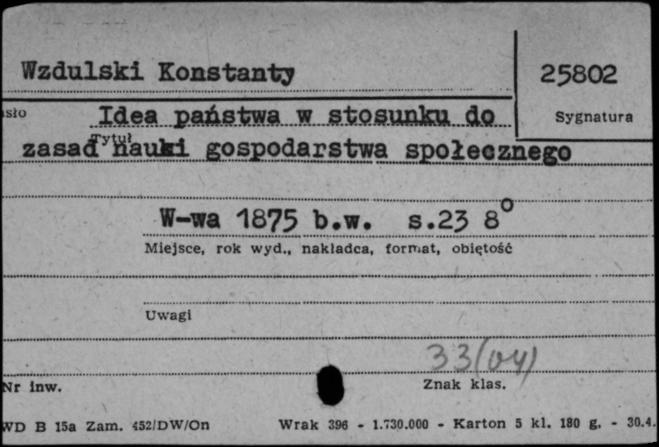 Wzdulski Konstanty
25802
Idea państwa w stosunku do
Sygnatura
Tytuł
zasad nauki gospodarstwa społecznego
W-wa 1875 b.w. s.23 8°
Miejsce, rok wyd., nakładca, format, objętość
Uwagi
33(04)
Nr inw.
Znak klas.
WD B 15a Zam. 452/DW/On Wrak 396 - 1.730.000 - Karton 5 kl. 180 g. - 30.4.